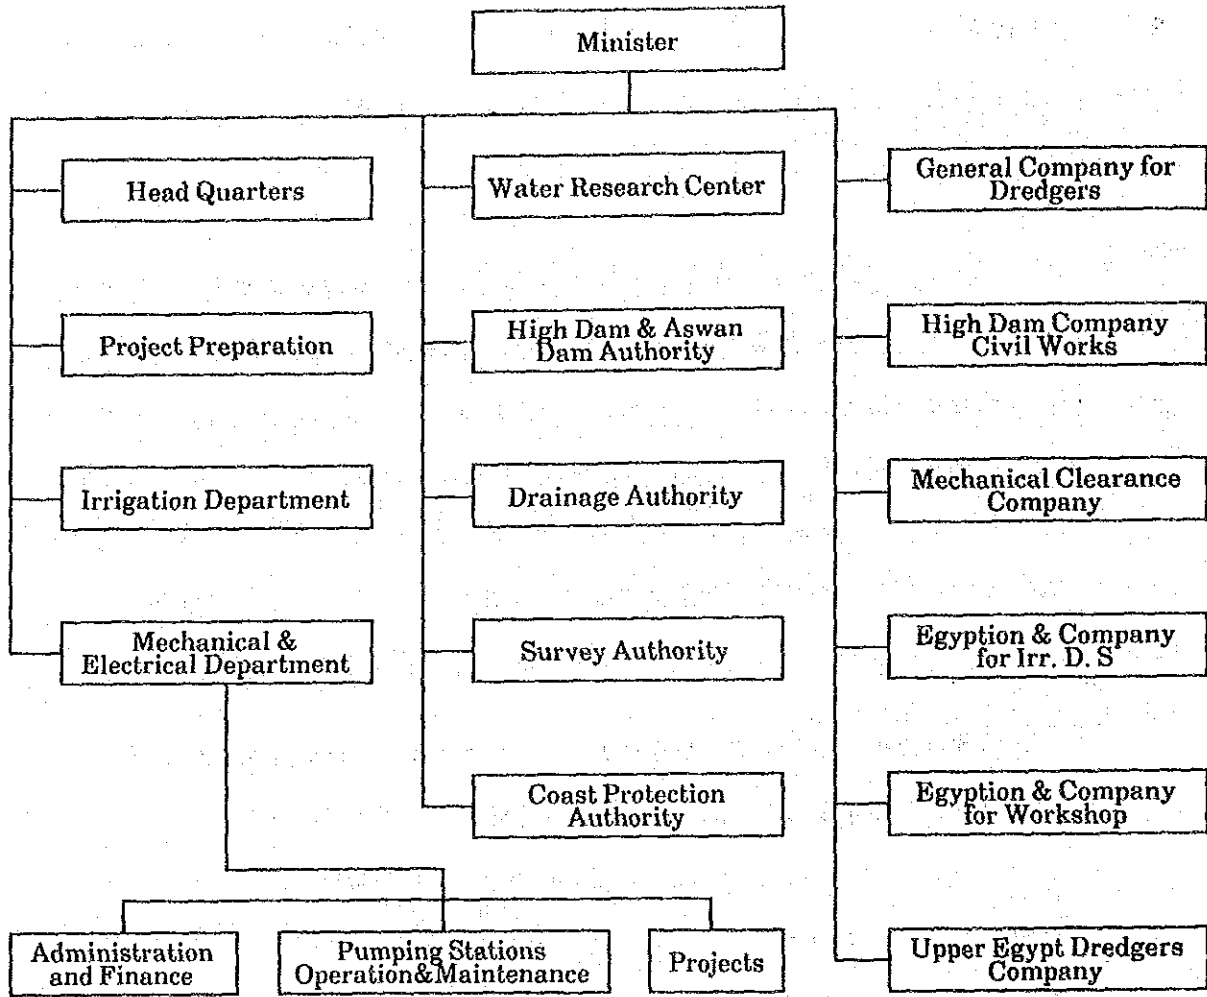 Minister
Head Quarters
Project Preparation
Irrigation Department
Mechanical &
Electrical Department
Water Research Center
High Dam & Aswan
Dam Authority
Drainage Authority
Survey Authority
Coast Protection
Authority
General Company for
Dredgers
High Dam Company
Civil Works
Mechanical Clearance
Company
Egyption & Company
for Irr. D. S
Egyption & Company
for Workshop
Upper Egypt Dredgers
Company
Administration
and Finance
Pumping Stations
Operation&Maintenance
Projects